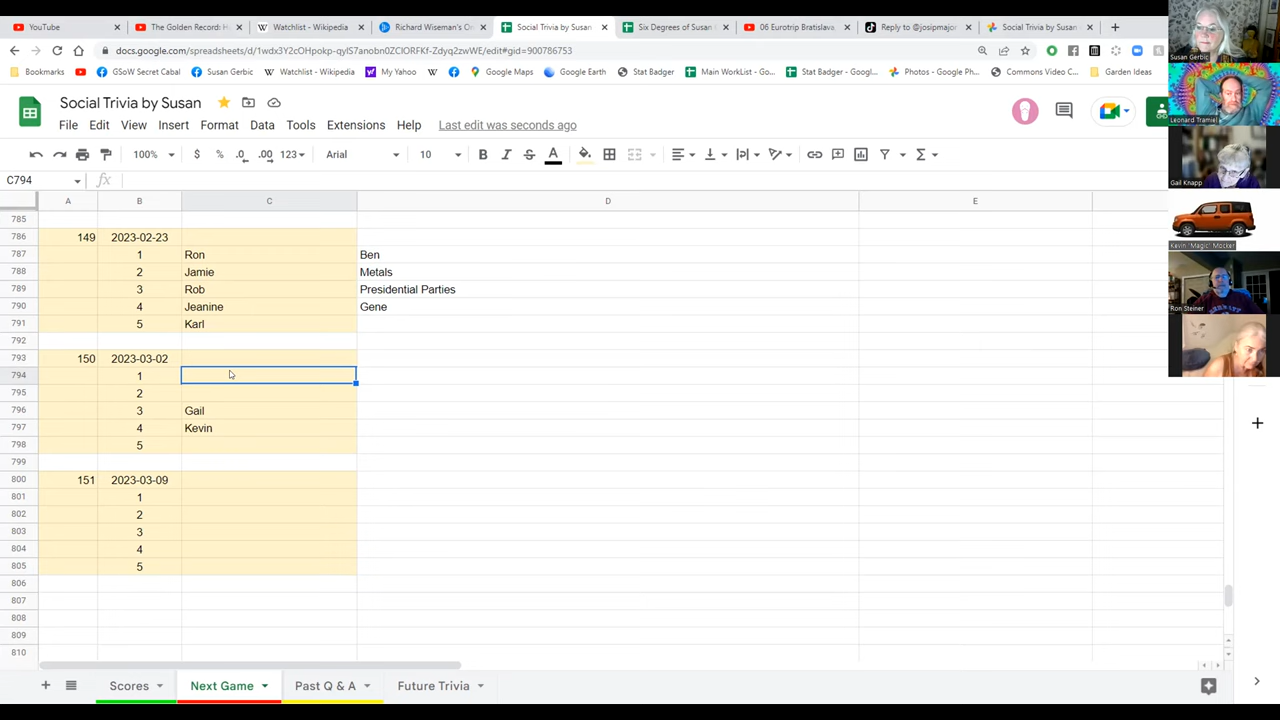 YouTube
The Golden Record: H
Watchlist - Wikipedia
Richard Wiseman's O
Social Trivia by Susan
Six Degrees of Susan
06 Eurotrip Bratislava
Reply to @josipmajor
Social Trivia by Susan
docs.google.com/spreadsheets/d/1wdx3Y2cOHpokp-qyIS7anobn0ZClORFKf-Zdyq2zwWE/edit#gid=900786753
Bookmarks
GSoW Secret Cabal
Susan Gerbic
Watchlist - Wikipedia
My Yahoo
Google Maps
Google Earth
Stat Badger
Main WorkList - Go...
Stat Badger - Goo...
Photos - Google Ph...
Commons Video C...
Garden Ideas
Social Trivia by Susan
File Edit View Insert Format Data Tools Extensions Help Last edit was seconds ago
100% $ % .0 .00 123 Arial 10 B I S A
C794 fx
A B C D E
785
786 149 2023-02-23
787 1 Ron Ben
788 2 Jamie Metals
789 3 Rob Presidential Parties
790 4 Jeanine Gene
791 5 Karl
792
793 150 2023-03-02
794 1
795 2
796 3 Gail
797 4 Kevin
798 5
799
800 151 2023-03-09
801 1
802 2
803 3
804 4
805 5
806
807
808
809
810
Scores Next Game Past Q & A Future Trivia
Susan Gerbic
Leonard Tramiel
Gail Knapp
Kevin 'Magic' Mocker
Ron Steiner